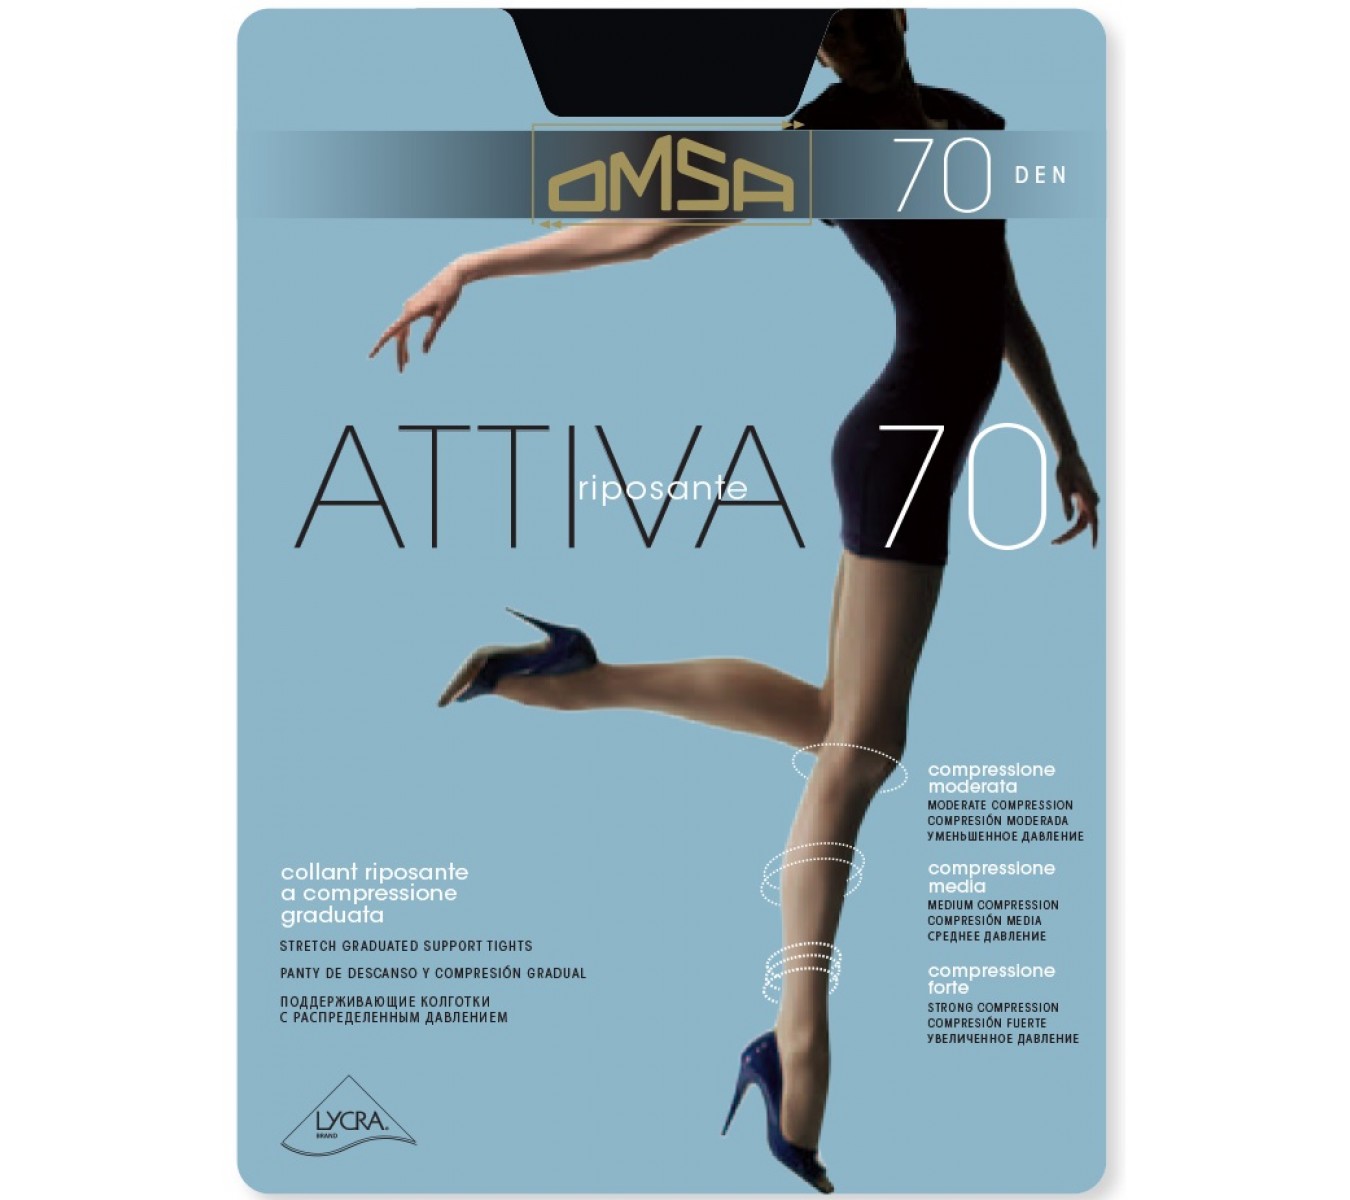 OMSA
70 DEN
ATTIVA 70
riposante
compressione
moderata
MODERATE COMPRESSION
COMPRESIÓN MODERADA
УМЕНЬШЕННОЕ ДАВЛЕНИЕ
compressione
media
MEDIUM COMPRESSION
COMPRESIÓN MEDIA
СРЕДНЕЕ ДАВЛЕНИЕ
compressione
forte
STRONG COMPRESSION
COMPRESIÓN FUERTE
УВЕЛИЧЕННОЕ ДАВЛЕНИЕ
collant riposante
a compressione
graduata
STRETCH GRADUATED SUPPORT TIGHTS
PANTY DE DESCANSO Y COMPRESIÓN GRADUAL
ПОДДЕРЖИВАЮЩИЕ КОЛГОТКИ
С РАСПРЕДЕЛЕННЫМ ДАВЛЕНИЕМ
LYCRA®
BRAND